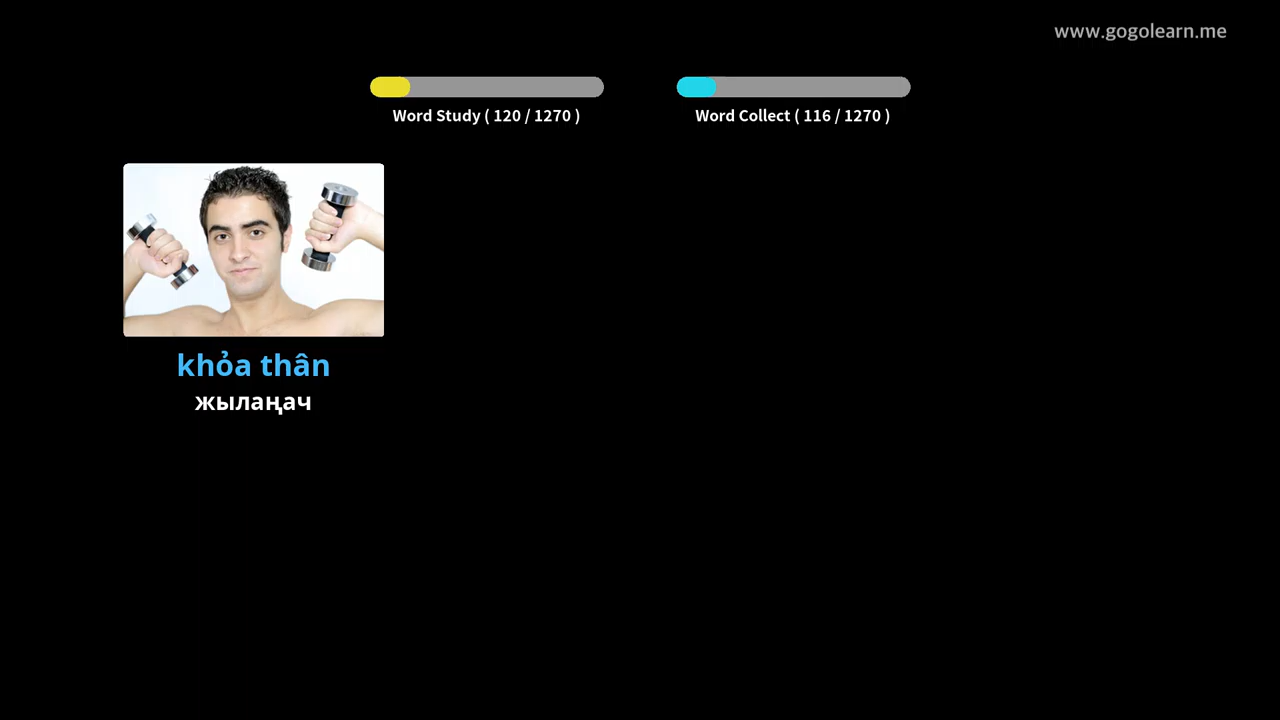 www.gogolearn.me
Word Study ( 120 / 1270 )
Word Collect ( 116 / 1270 )
khỏa thân
жылаңач